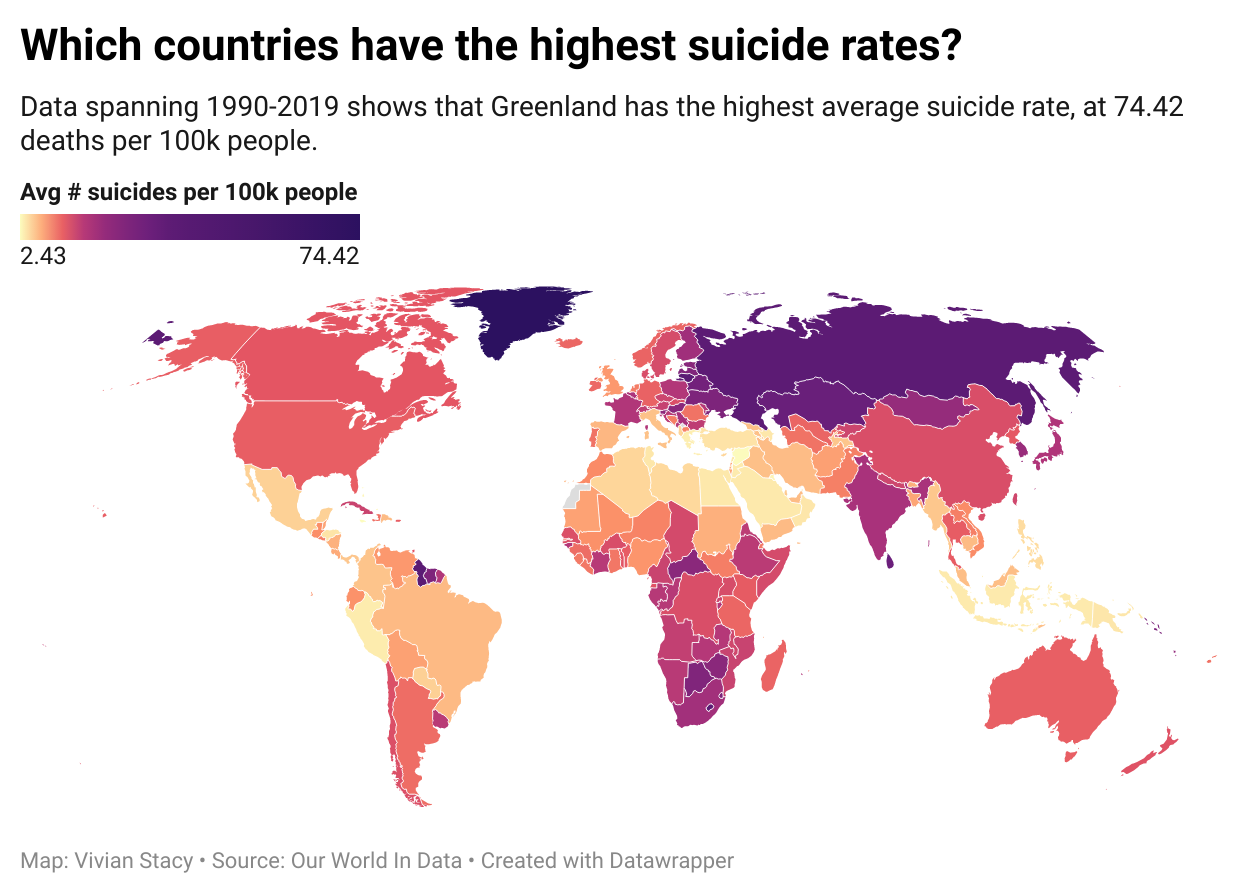 Which countries have the highest suicide rates?
Data spanning 1990-2019 shows that Greenland has the highest average suicide rate, at 74.42
deaths per 100k people.
Avg # suicides per 100k people
2.43 74.42
Map: Vivian Stacy • Source: Our World In Data • Created with Datawrapper